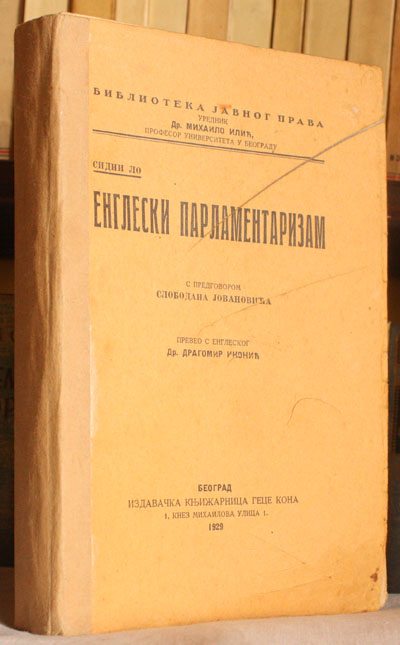 БИБЛИОТЕКА ЈАВНОГ ПРАВА
УРЕДНИК
Др. МИХАИЛО ИЛИЋ,
ПРОФЕСОР УНИВЕРСИТЕТА У БЕОГРАДУ
СИДНИ ЛО
ЕНГЛЕСКИ ПАРЛАМЕНТАРИЗАМ
С ПРЕДГОВОРОМ
СЛОБОДАНА ЈОВАНОВИЋА
ПРЕВЕО С ЕНГЛЕСКОГ
Др. ДРАГОМИР ИКОНИЋ
БЕОГРАД
ИЗДАВАЧКА КЊИЖАРНИЦА ГЕЦЕ КОНА
1, КНЕЗ МИХАИЛОВА УЛИЦА 1.
1929